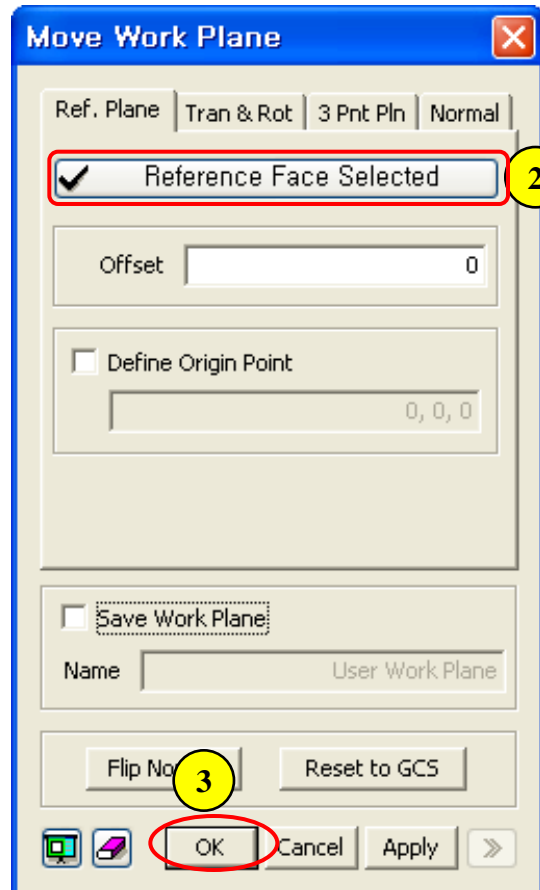 Move Work Plane
Ref. Plane Tran & Rot 3 Pnt Pln Normal
Reference Face Selected 2
Offset 0
Define Origin Point
0, 0, 0
Save Work Plane
Name User Work Plane
Flip 3 Reset to GCS
OK Cancel Apply